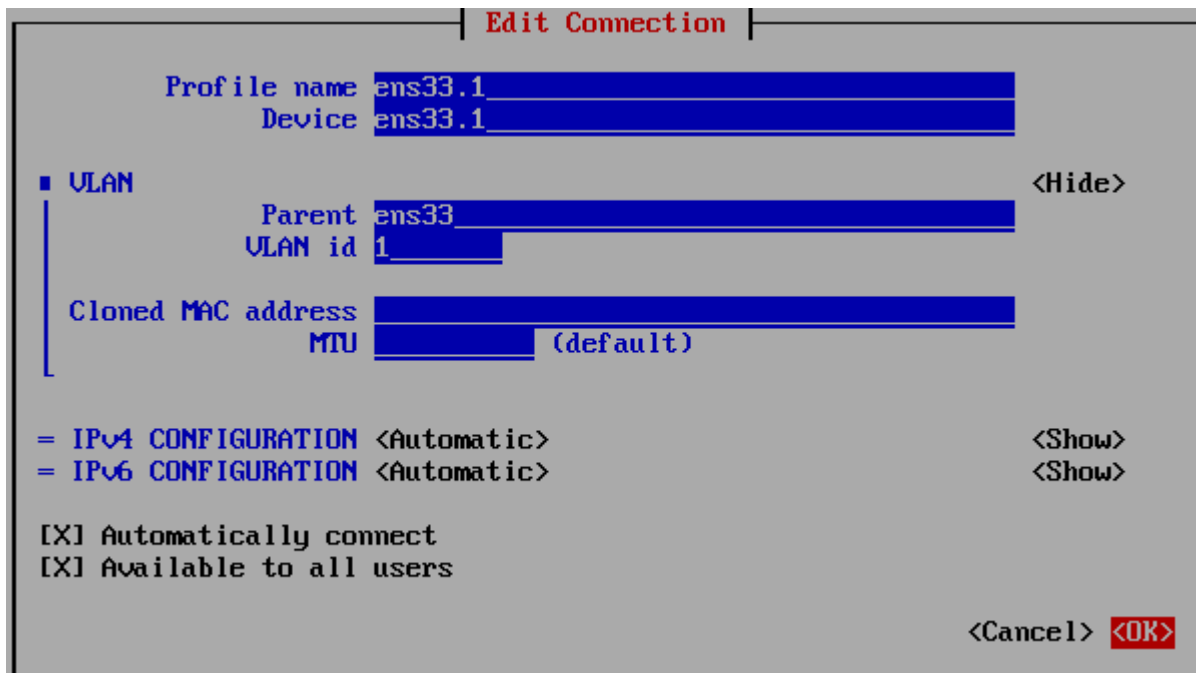 Edit Connection
Profile name ens33.1
Device ens33.1
VLAN <Hide>
Parent ens33
VLAN id 1
Cloned MAC address
MTU (default)
= IPv4 CONFIGURATION <Automatic> <Show>
= IPv6 CONFIGURATION <Automatic> <Show>
[X] Automatically connect
[X] Available to all users
<Cancel> <OK>